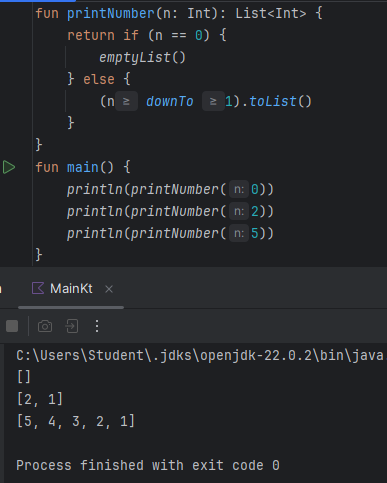 fun printNumber(n: Int): List<Int> {
return if (n == 0) {
emptyList()
} else {
(n ≥ downTo ≥ 1).toList()
}
}
fun main() {
println(printNumber( n: 0))
println(printNumber( n: 2))
println(printNumber( n: 5))
}
MainKt ×
C:\Users\Student\.jdks\openjdk-22.0.2\bin\java
[]
[2, 1]
[5, 4, 3, 2, 1]
Process finished with exit code 0